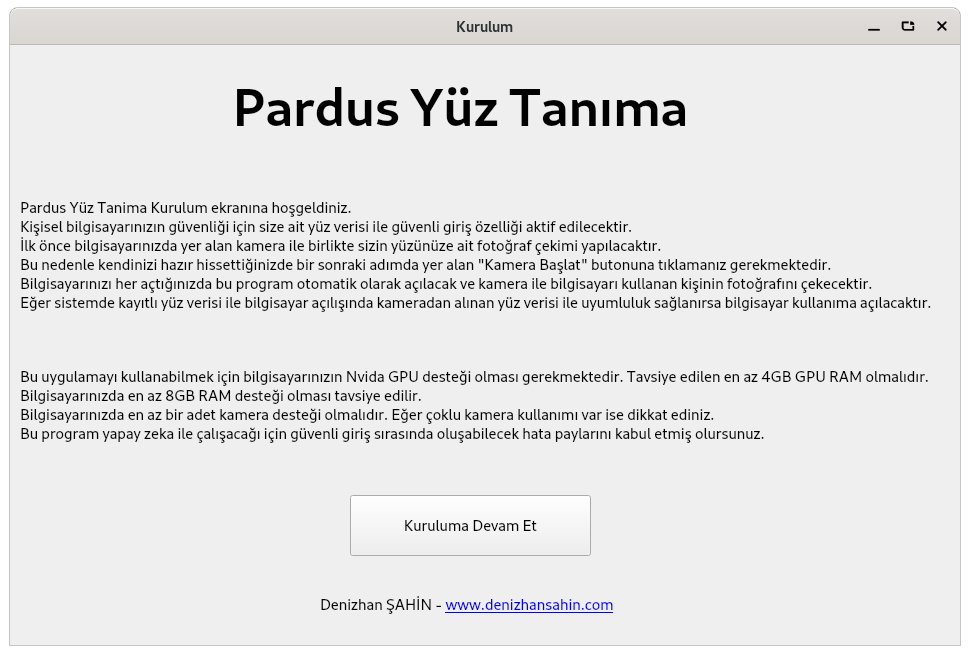 Kurulum
Pardus Yüz Tanıma
Pardus Yüz Tanima Kurulum ekranına hoşgeldiniz.
Kişisel bilgisayarınızın güvenliği için size ait yüz verisi ile güvenli giriş özelliği aktif edilecektir.
İlk önce bilgisayarınızda yer alan kamera ile birlikte sizin yüzünüze ait fotoğraf çekimi yapılacaktır.
Bu nedenle kendinizi hazır hissettiğinizde bir sonraki adımda yer alan "Kamera Başlat" butonuna tıklamanız gerekmektedir.
Bilgisayarınızı her açtığınızda bu program otomatik olarak açılacak ve kamera ile bilgisayarı kullanan kişinin fotoğrafını çekecektir.
Eğer sistemde kayıtlı yüz verisi ile bilgisayar açılışında kameradan alınan yüz verisi ile uyumluluk sağlanırsa bilgisayar kullanıma açılacaktır.
Bu uygulamayı kullanabilmek için bilgisayarınızın Nvida GPU desteği olması gerekmektedir. Tavsiye edilen en az 4GB GPU RAM olmalıdır.
Bilgisayarınızda en az 8GB RAM desteği olması tavsiye edilir.
Bilgisayarınızda en az bir adet kamera desteği olmalıdır. Eğer çoklu kamera kullanımı var ise dikkat ediniz.
Bu program yapay zeka ile çalışacağı için güvenli giriş sırasında oluşabilecek hata paylarını kabul etmiş olursunuz.
Kuruluma Devam Et
Denizhan ŞAHİN - www.denizhansahin.com